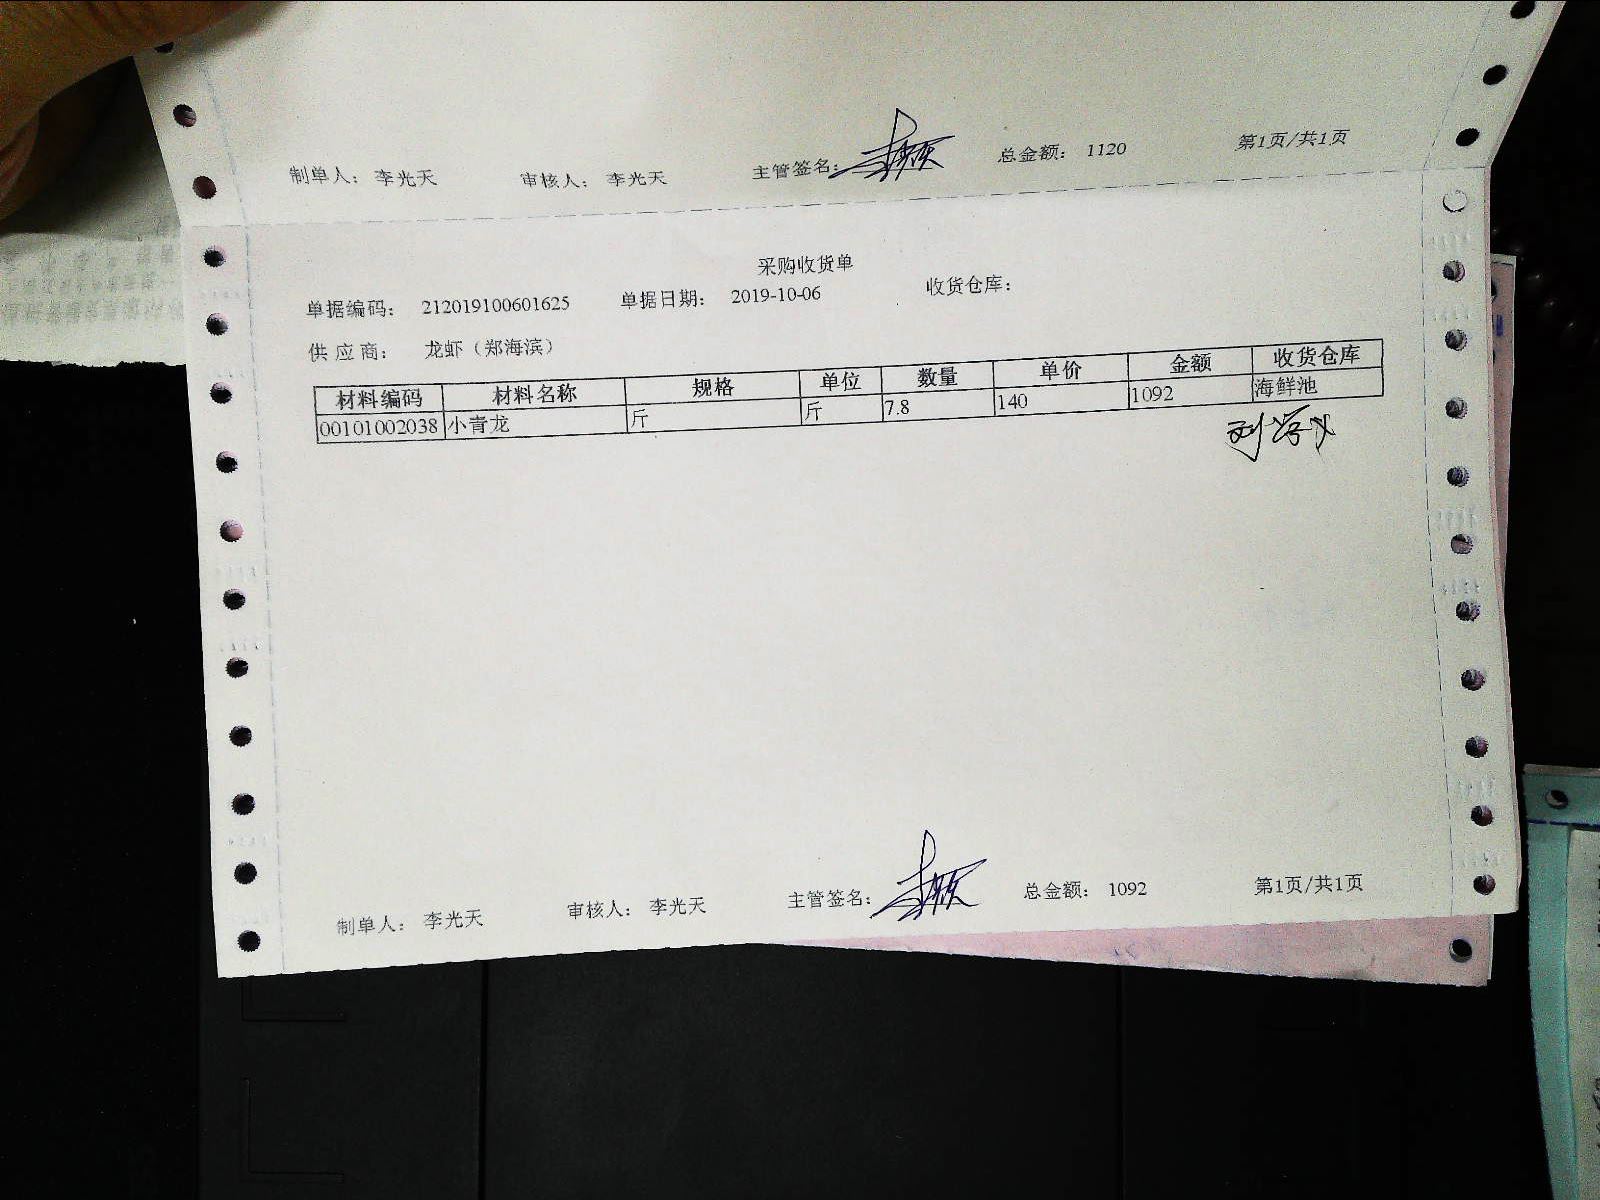 制单人： 李光天 审核人： 李光天 主管签名： 总金额： 1120 第1页/共1页
采购收货单
单据编码： 212019100601625 单据日期： 2019-10-06 收货仓库：
供应商： 龙虾（郑海滨）
材料编码 材料名称 规格 单位 数量 单价 金额 收货仓库
00101002038 小青龙 斤 斤 7.8 140 1092 海鲜池
制单人： 李光天 审核人： 李光天 主管签名： 总金额： 1092 第1页/共1页